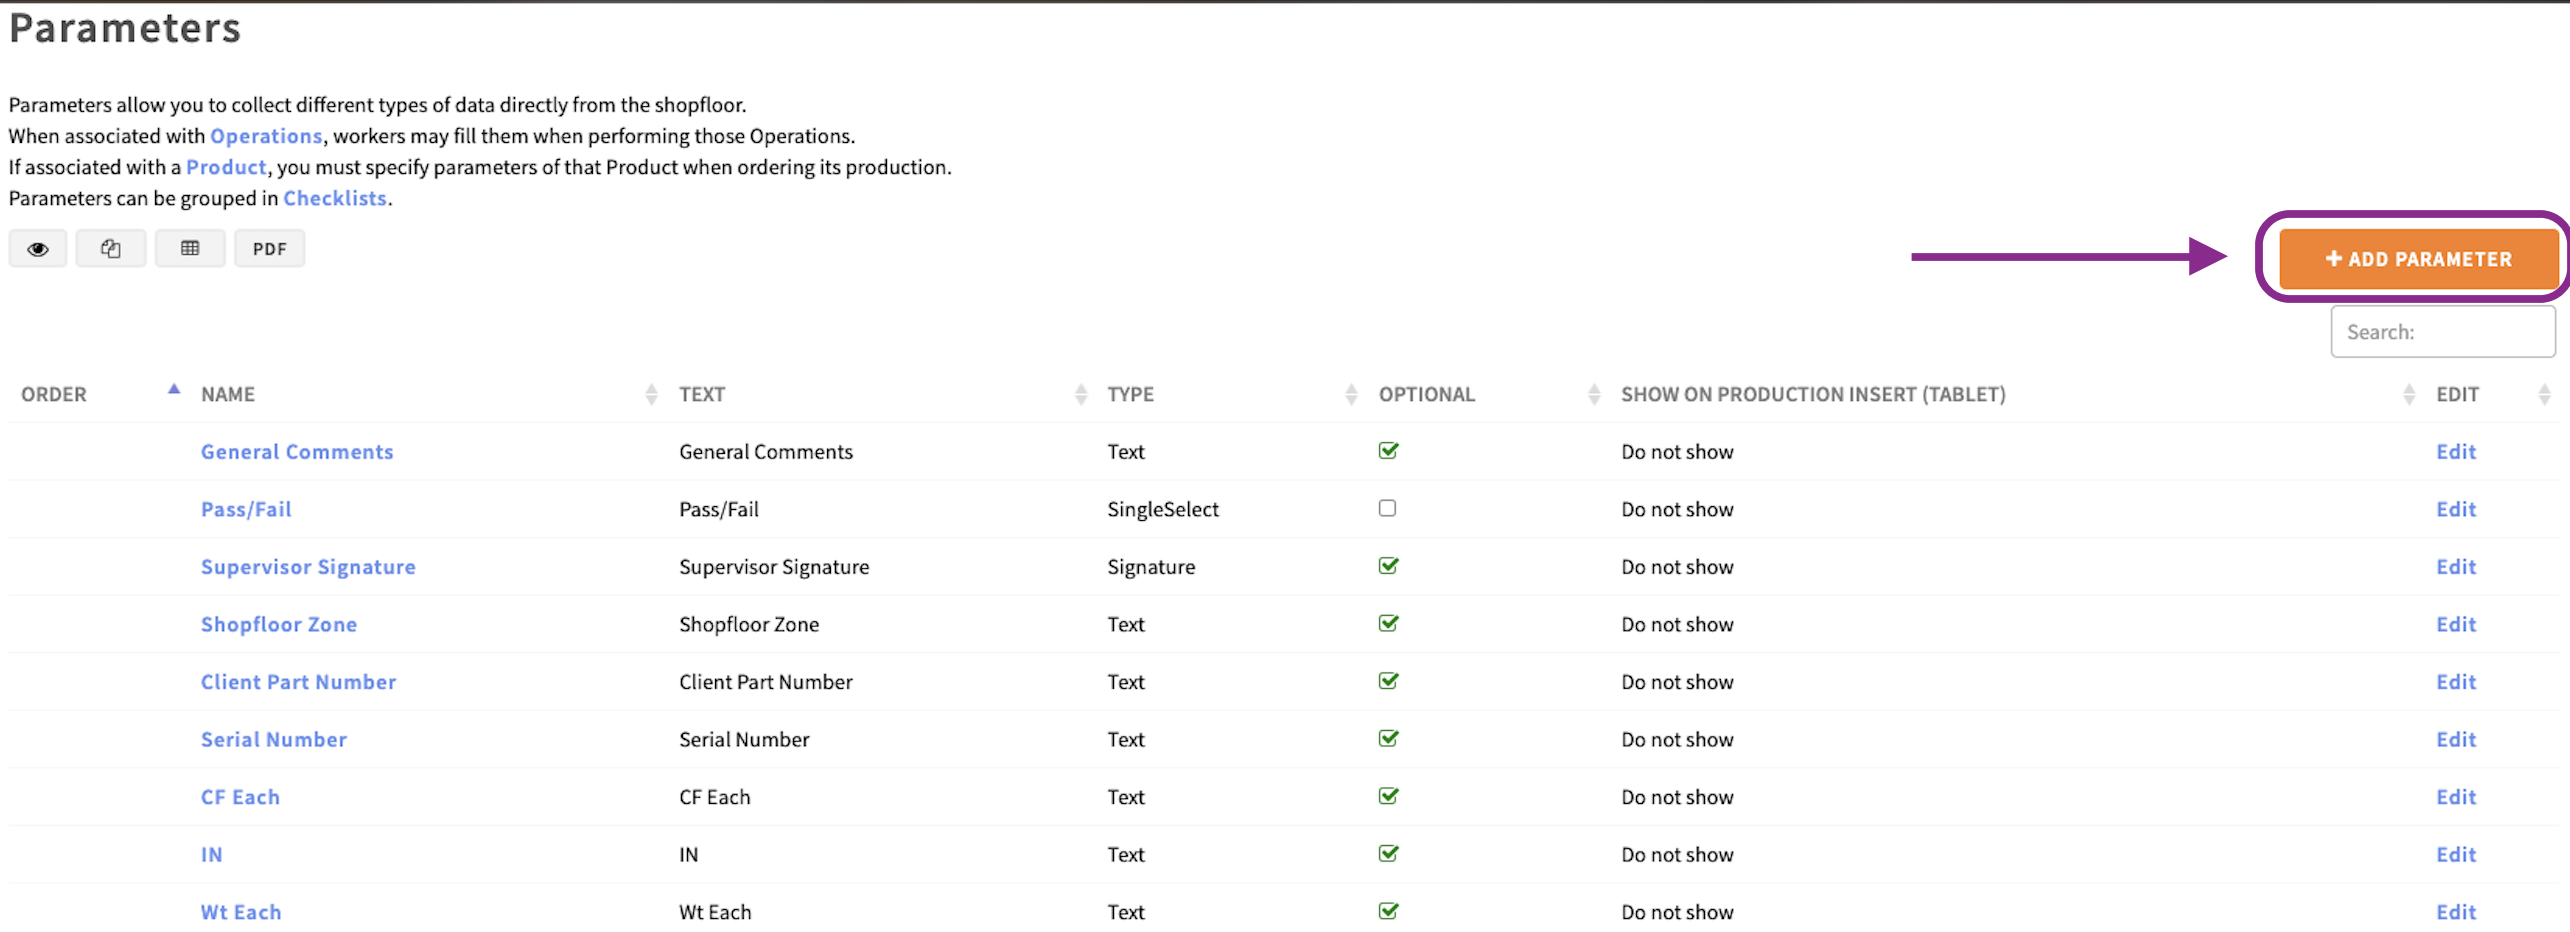 Parameters
Parameters allow you to collect different types of data directly from the shopfloor.
When associated with Operations, workers may fill them when performing those Operations.
If associated with a Product, you must specify parameters of that Product when ordering its production.
Parameters can be grouped in Checklists.
PDF
+ ADD PARAMETER
Search:
ORDER NAME TEXT TYPE OPTIONAL SHOW ON PRODUCTION INSERT (TABLET) EDIT
General Comments General Comments Text Do not show Edit
Pass/Fail Pass/Fail SingleSelect Do not show Edit
Supervisor Signature Supervisor Signature Signature Do not show Edit
Shopfloor Zone Shopfloor Zone Text Do not show Edit
Client Part Number Client Part Number Text Do not show Edit
Serial Number Serial Number Text Do not show Edit
CF Each CF Each Text Do not show Edit
IN IN Text Do not show Edit
Wt Each Wt Each Text Do not show Edit